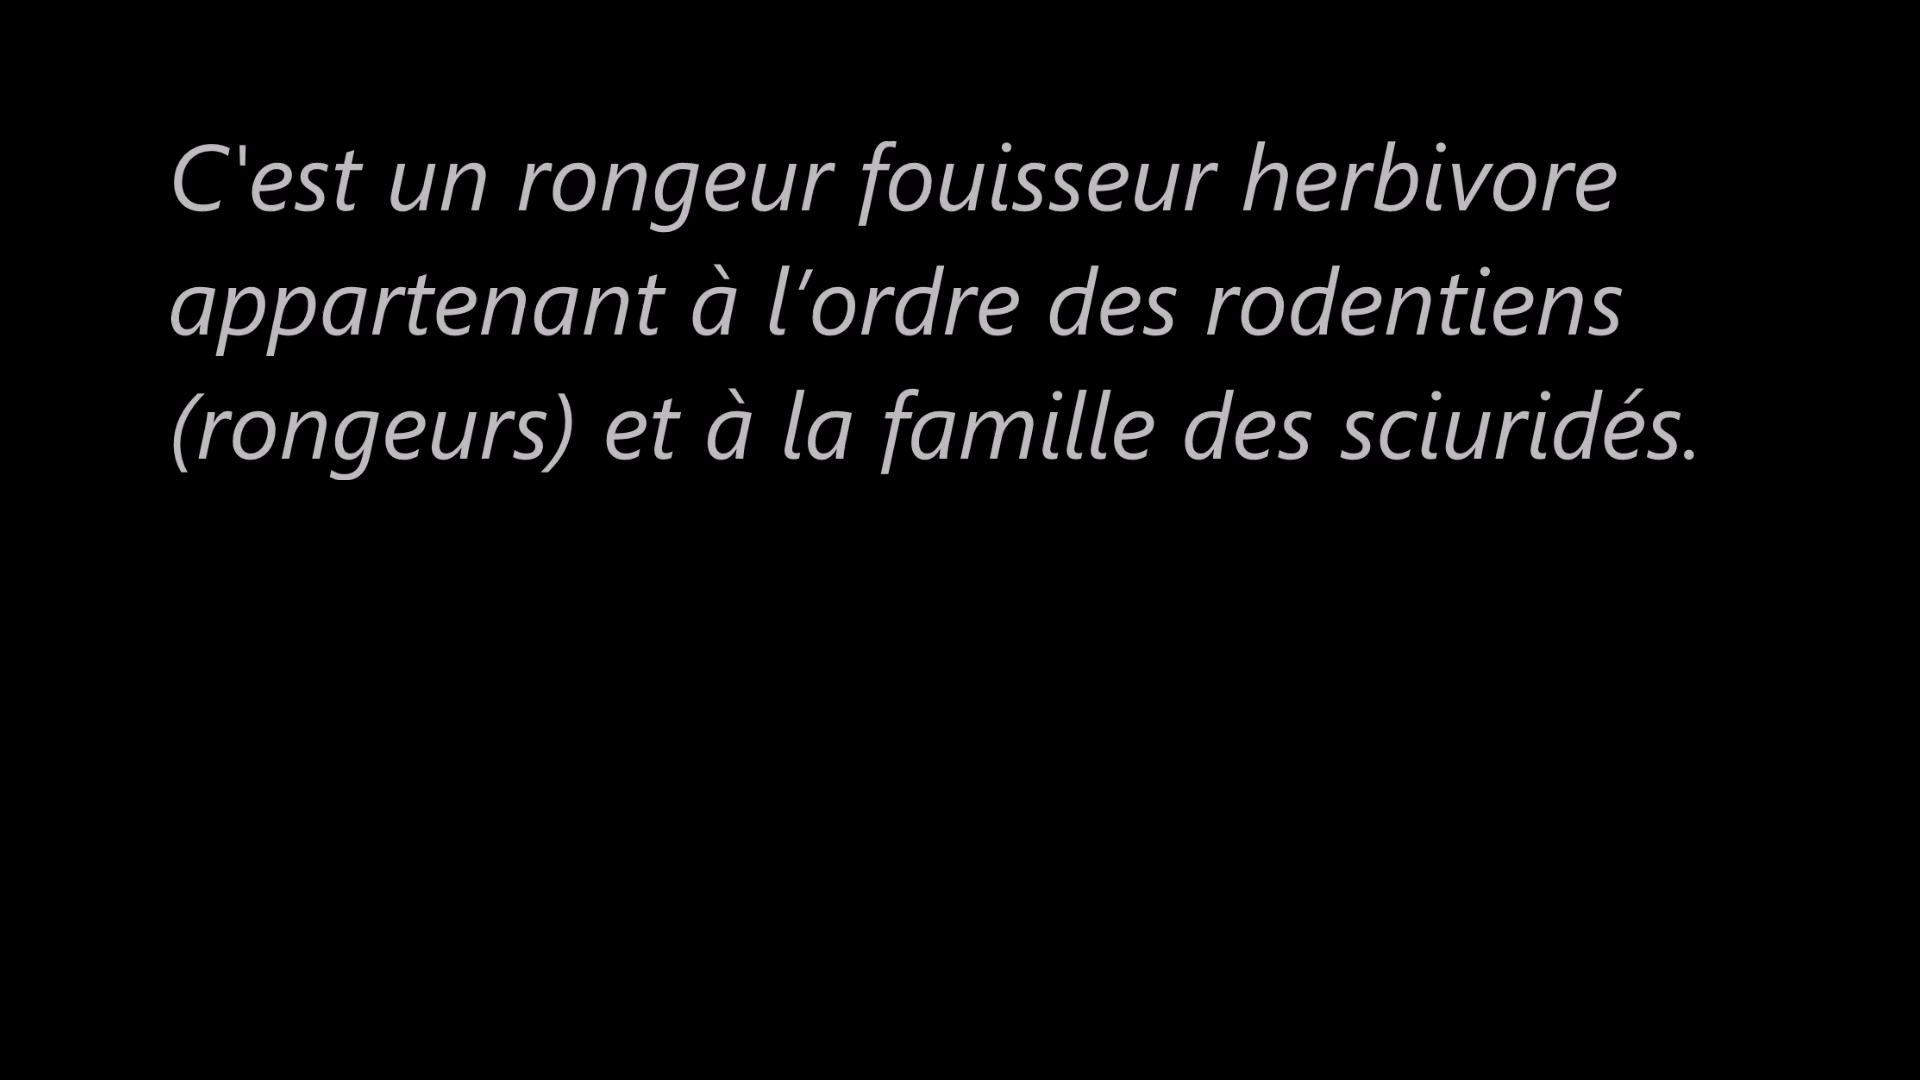 C'est un rongeur fouisseur herbivore
appartenant à l’ordre des rodentiens
(rongeurs) et à la famille des sciuridés.